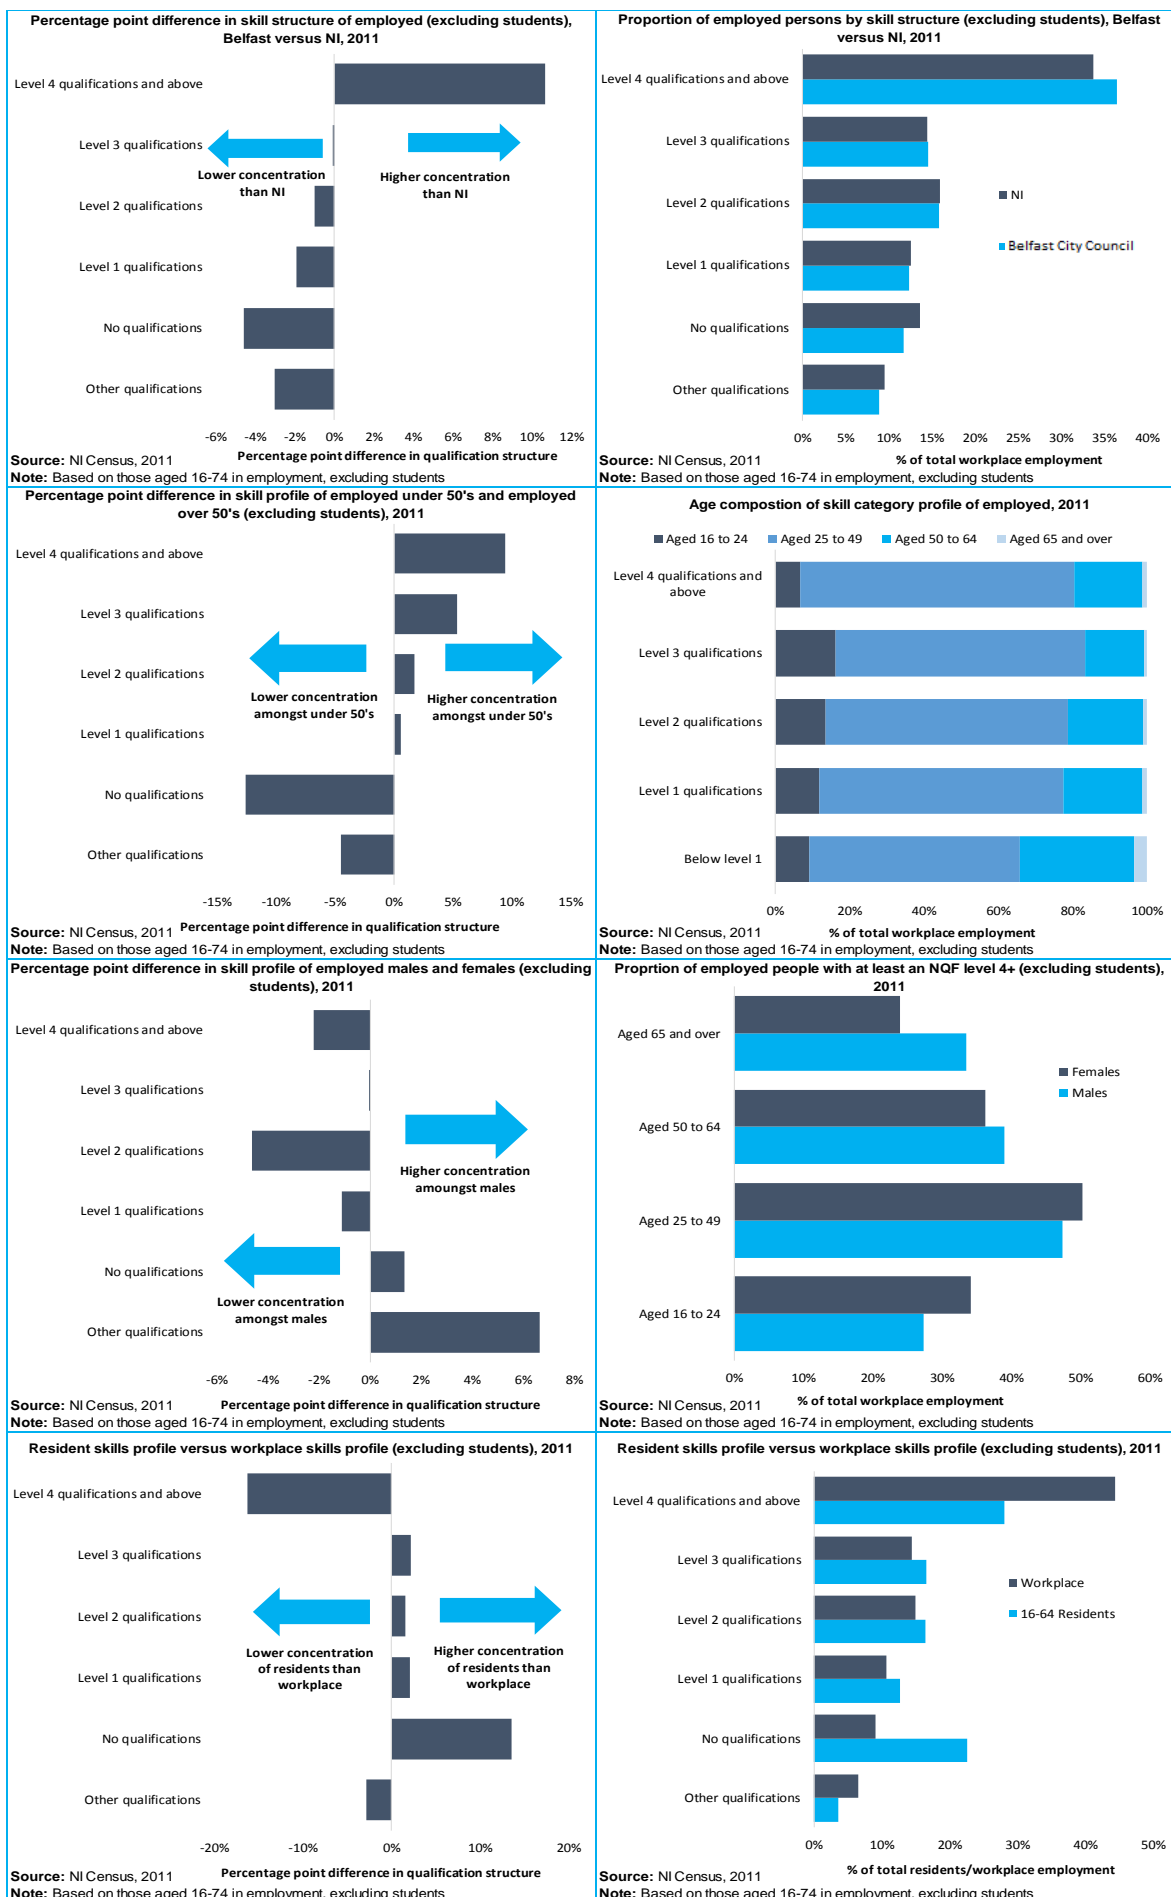 Percentage point difference in skill structure of employed (excluding students),
Belfast versus NI, 2011
Level 4 qualifications and above
Level 3 qualifications
Lower concentration
than NI
Higher concentration
than NI
Level 2 qualifications
Level 1 qualifications
No qualifications
Other qualifications
-6% -4% -2% 0% 2% 4% 6% 8% 10% 12%
Source: NI Census, 2011 Percentage point difference in qualification structure
Note: Based on those aged 16-74 in employment, excluding students
Proportion of employed persons by skill structure (excluding students), Belfast
versus NI, 2011
Level 4 qualifications and above
Level 3 qualifications
Level 2 qualifications
NI
Belfast City Council
Level 1 qualifications
No qualifications
Other qualifications
0% 5% 10% 15% 20% 25% 30% 35% 40%
Source: NI Census, 2011 % of total workplace employment
Note: Based on those aged 16-74 in employment, excluding students
Percentage point difference in skill profile of employed under 50's and employed
over 50's (excluding students), 2011
Level 4 qualifications and above
Level 3 qualifications
Level 2 qualifications
Lower concentration
amongst under 50's
Higher concentration
amongst under 50's
Level 1 qualifications
No qualifications
Other qualifications
-15% -10% -5% 0% 5% 10% 15%
Source: NI Census, 2011 Percentage point difference in qualification structure
Note: Based on those aged 16-74 in employment, excluding students
Age compostion of skill category profile of employed, 2011
Aged 16 to 24 Aged 25 to 49 Aged 50 to 64 Aged 65 and over
Level 4 qualifications and
above
Level 3 qualifications
Level 2 qualifications
Level 1 qualifications
Below level 1
0% 20% 40% 60% 80% 100%
Source: NI Census, 2011 % of total workplace employment
Note: Based on those aged 16-74 in employment, excluding students
Percentage point difference in skill profile of employed males and females (excluding
students), 2011
Level 4 qualifications and above
Level 3 qualifications
Level 2 qualifications
Higher concentration
amoungst males
Level 1 qualifications
No qualifications
Lower concentration
amongst males
Other qualifications
-6% -4% -2% 0% 2% 4% 6% 8%
Source: NI Census, 2011 Percentage point difference in qualification structure
Note: Based on those aged 16-74 in employment, excluding students
Proprtion of employed people with at least an NQF level 4+ (excluding students),
2011
Aged 65 and over
Females
Males
Aged 50 to 64
Aged 25 to 49
Aged 16 to 24
0% 10% 20% 30% 40% 50% 60%
Source: NI Census, 2011 % of total workplace employment
Note: Based on those aged 16-74 in employment, excluding students
Resident skills profile versus workplace skills profile (excluding students), 2011
Level 4 qualifications and above
Level 3 qualifications
Level 2 qualifications
Lower concentration
of residents than
workplace
Higher concentration
of residents than
workplace
Level 1 qualifications
No qualifications
Other qualifications
-20% -10% 0% 10% 20%
Source: NI Census, 2011 Percentage point difference in qualification structure
Note: Based on those aged 16-74 in employment, excluding students
Resident skills profile versus workplace skills profile (excluding students), 2011
Level 4 qualifications and above
Level 3 qualifications
Workplace
16-64 Residents
Level 2 qualifications
Level 1 qualifications
No qualifications
Other qualifications
0% 10% 20% 30% 40% 50%
Source: NI Census, 2011 % of total residents/workplace employment
Note: Based on those aged 16-74 in employment, excluding students